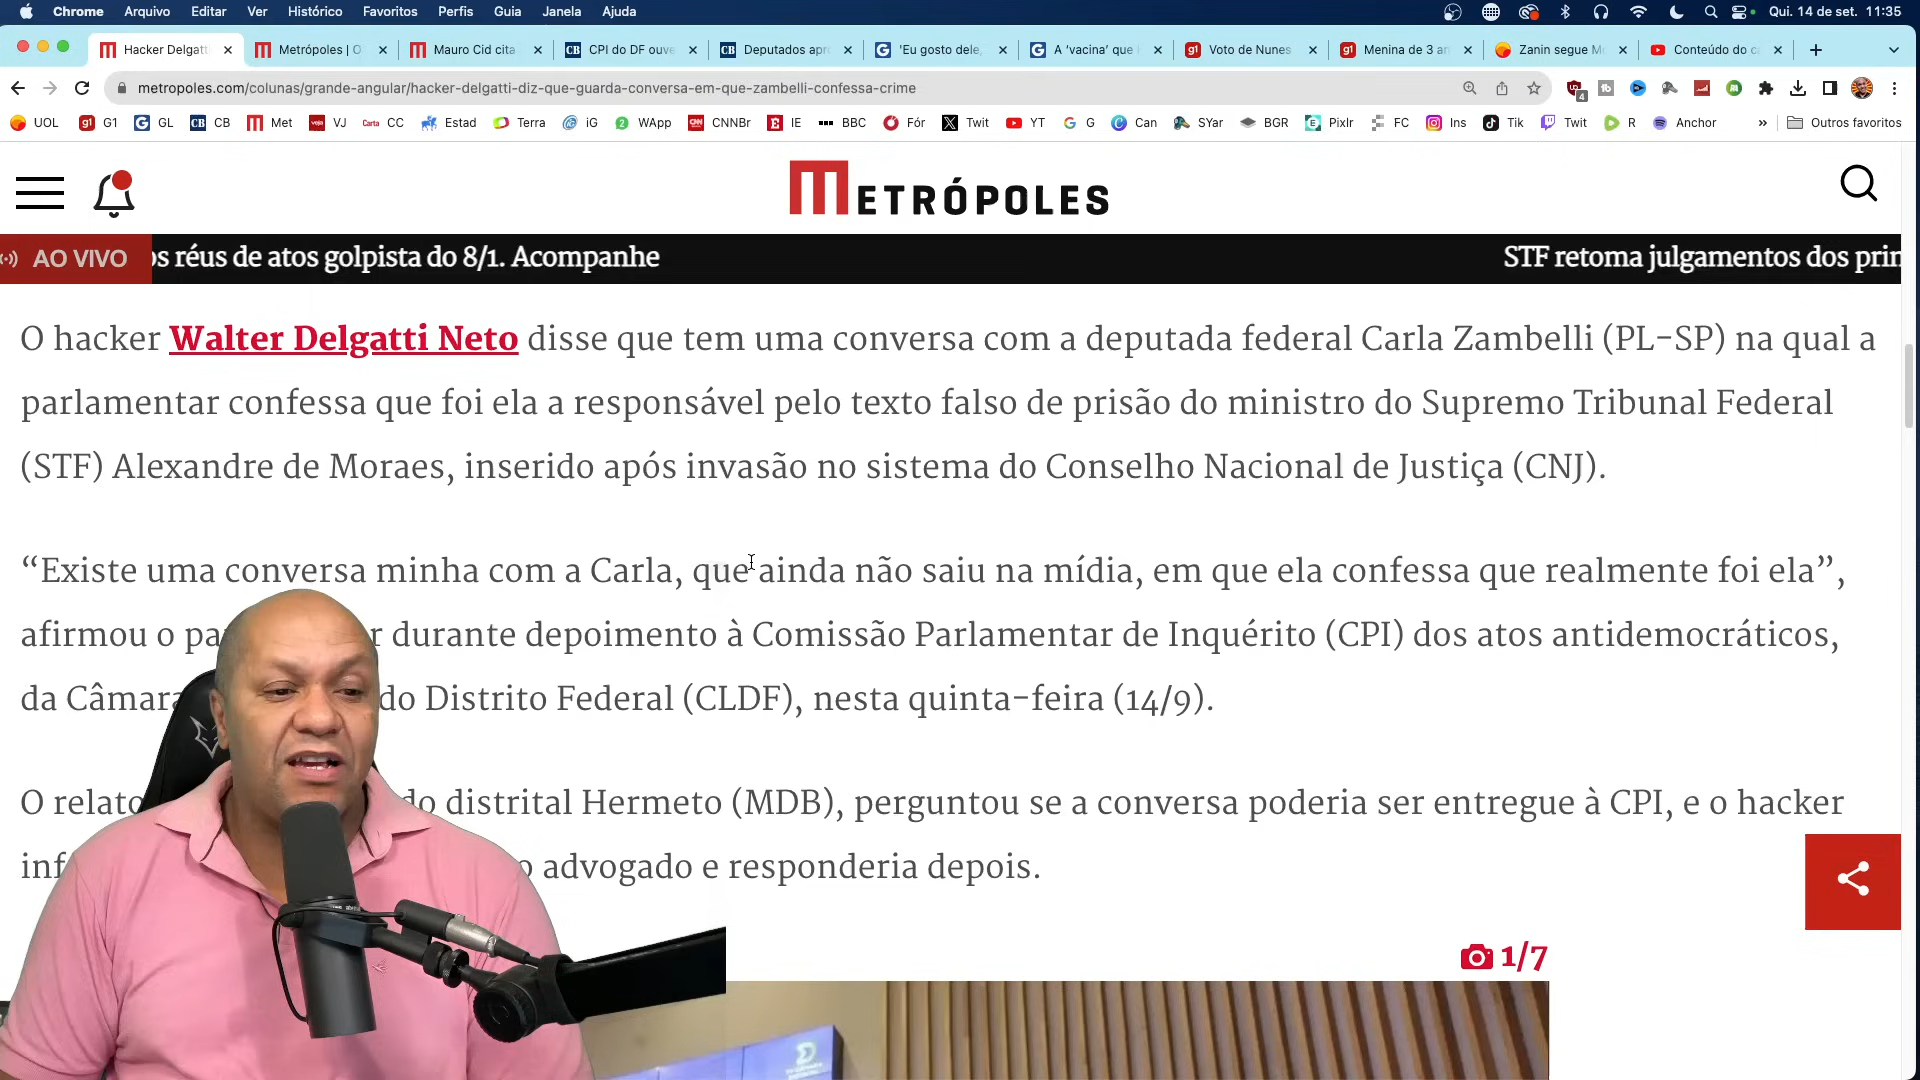 Chrome Arquivo Editar Ver Histórico Favoritos Perfis Guia Janela Ajuda Qui. 14 de set. 11:35
Hacker Delgatti Metrópoles | O Mauro Cid cita CPI do DF ouve Deputados apr 'Eu gosto dele, A 'vacina' que Voto de Nunes Menina de 3 an Zanin segue Mo Conteúdo do c
metropoles.com/colunas/grande-angular/hacker-delgatti-diz-que-guarda-conversa-em-que-zambelli-confessa-crime
UOL G1 GL CB Met VJ CC Estad Terra iG WApp CNNBr IE BBC Fór Twit YT G Can SYar BGR Pixlr FC Ins Tik Twit R Anchor » Outros favoritos
METRÓPOLES
AO VIVO os réus de atos golpista do 8/1. Acompanhe STF retoma julgamentos dos prin
O hacker Walter Delgatti Neto disse que tem uma conversa com a deputada federal Carla Zambelli (PL-SP) na qual a
parlamentar confessa que foi ela a responsável pelo texto falso de prisão do ministro do Supremo Tribunal Federal
(STF) Alexandre de Moraes, inserido após invasão no sistema do Conselho Nacional de Justiça (CNJ).
“Existe uma conversa minha com a Carla, que ainda não saiu na mídia, em que ela confessa que realmente foi ela”,
afirmou o pa r durante depoimento à Comissão Parlamentar de Inquérito (CPI) dos atos antidemocráticos,
da Câmara do Distrito Federal (CLDF), nesta quinta-feira (14/9).
O relato do distrital Hermeto (MDB), perguntou se a conversa poderia ser entregue à CPI, e o hacker
inf o advogado e responderia depois.
1/7